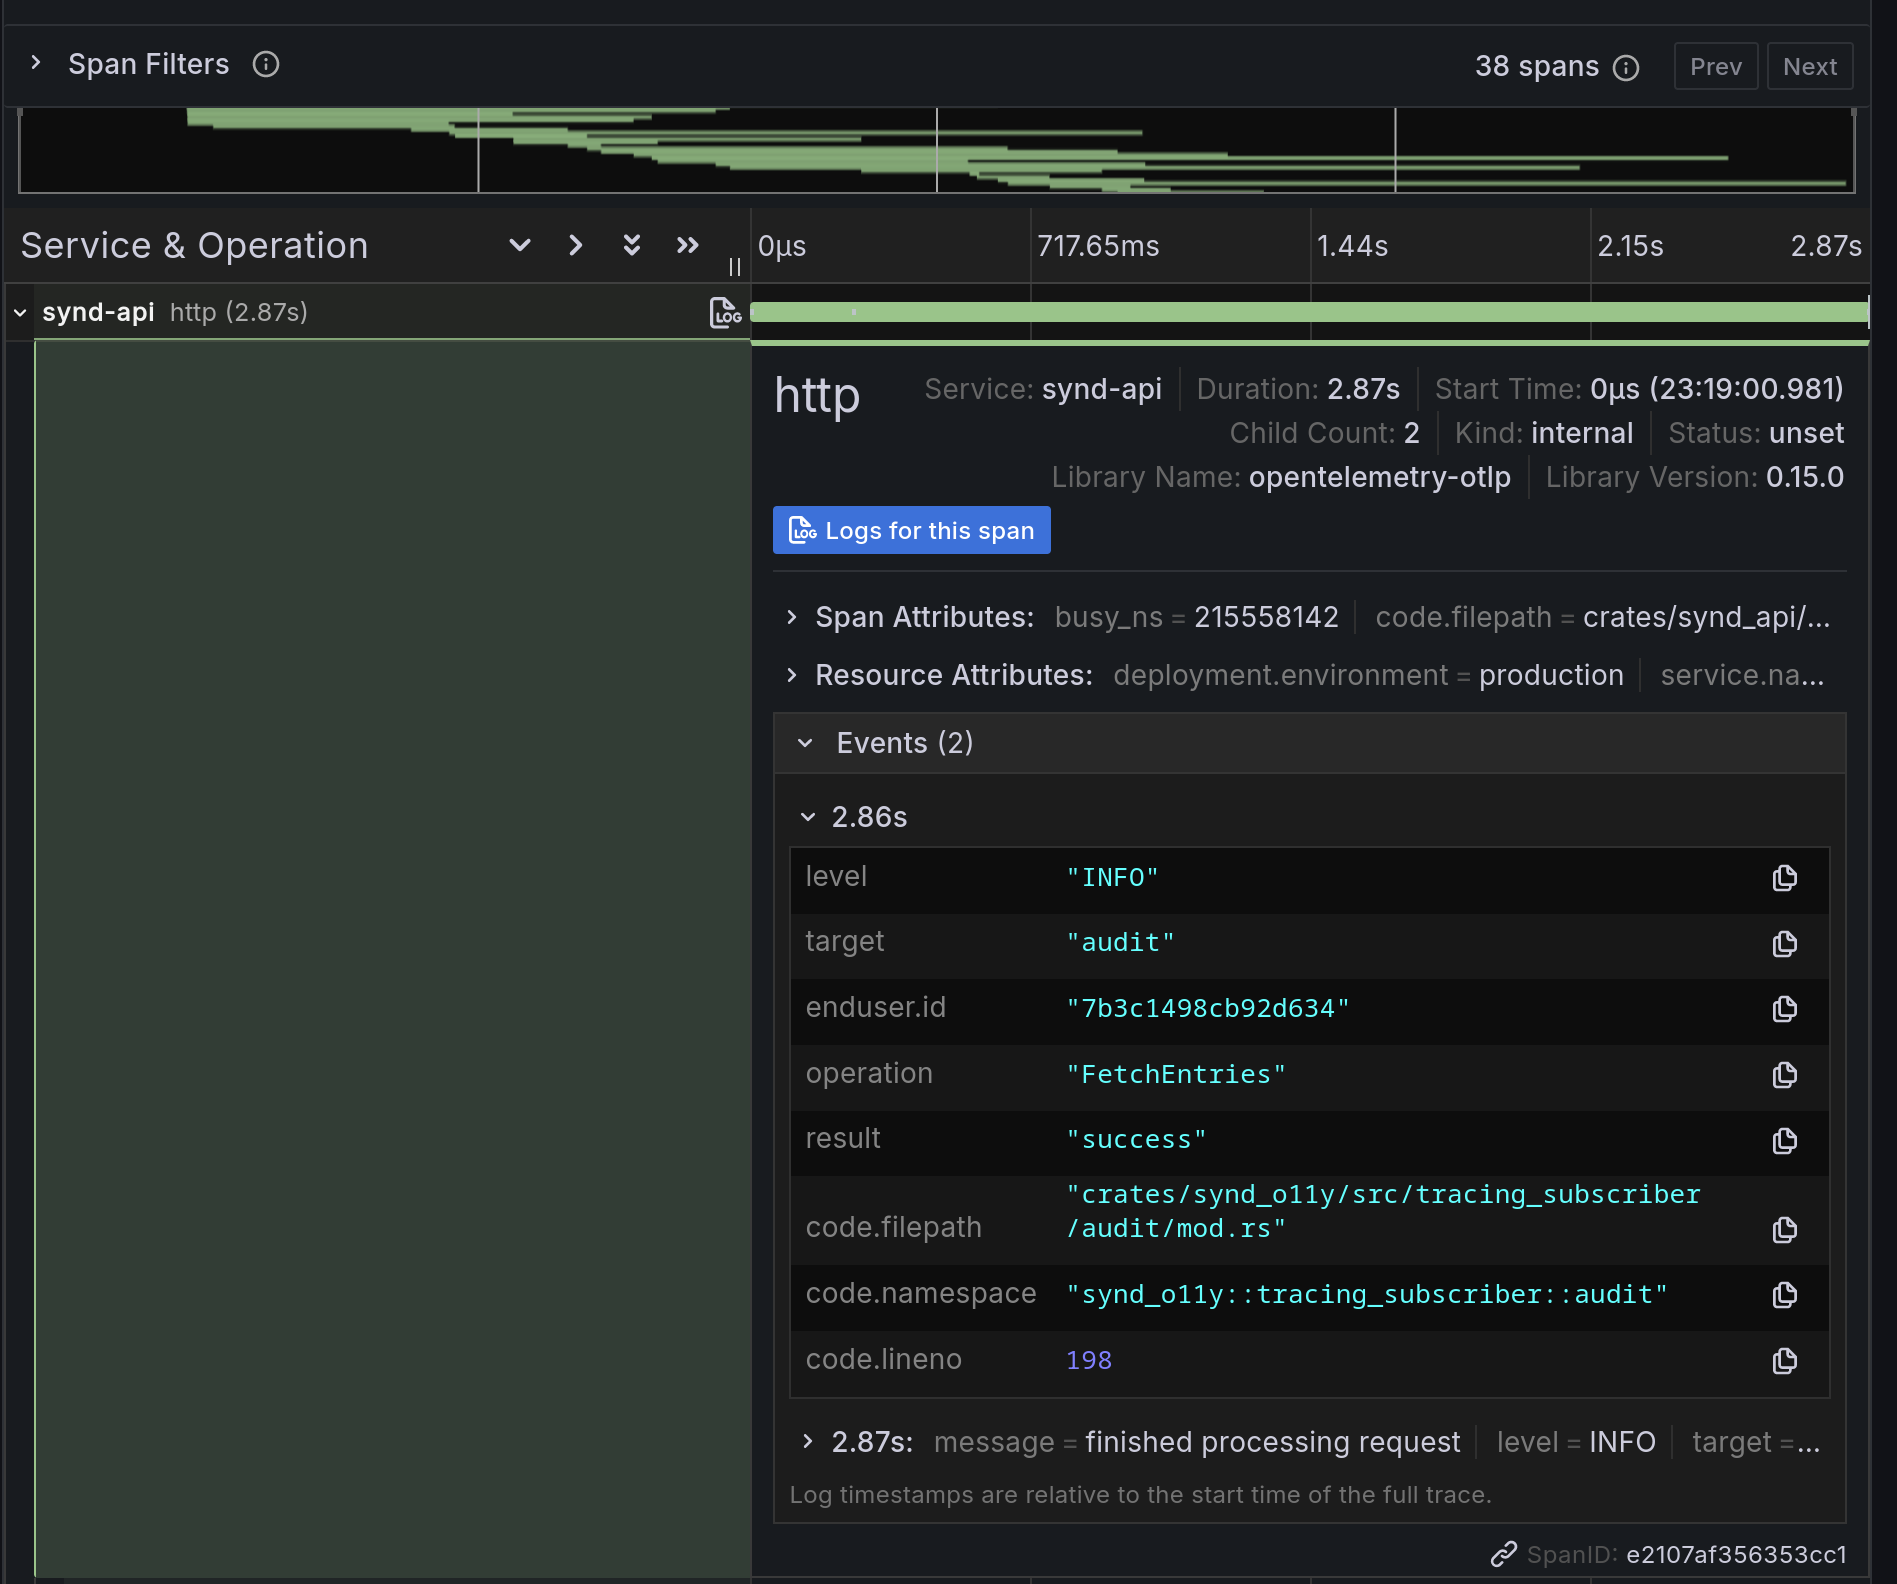 Span Filters
38 spans
Prev
Next
Service & Operation
0μs
717.65ms
1.44s
2.15s
2.87s
synd-api http (2.87s)
LOG
http
Service: synd-api
Duration: 2.87s
Start Time: 0μs (23:19:00.981)
Child Count: 2
Kind: internal
Status: unset
Library Name: opentelemetry-otlp
Library Version: 0.15.0
LOG Logs for this span
Span Attributes: busy_ns = 215558142 code.filepath = crates/synd_api/…
Resource Attributes: deployment.environment = production service.na…
Events (2)
2.86s
level "INFO"
target "audit"
enduser.id "7b3c1498cb92d634"
operation "FetchEntries"
result "success"
code.filepath "crates/synd_o11y/src/tracing_subscriber
/audit/mod.rs"
code.namespace "synd_o11y::tracing_subscriber::audit"
code.lineno 198
2.87s: message = finished processing request level = INFO target =…
Log timestamps are relative to the start time of the full trace.
SpanID: e2107af356353cc1